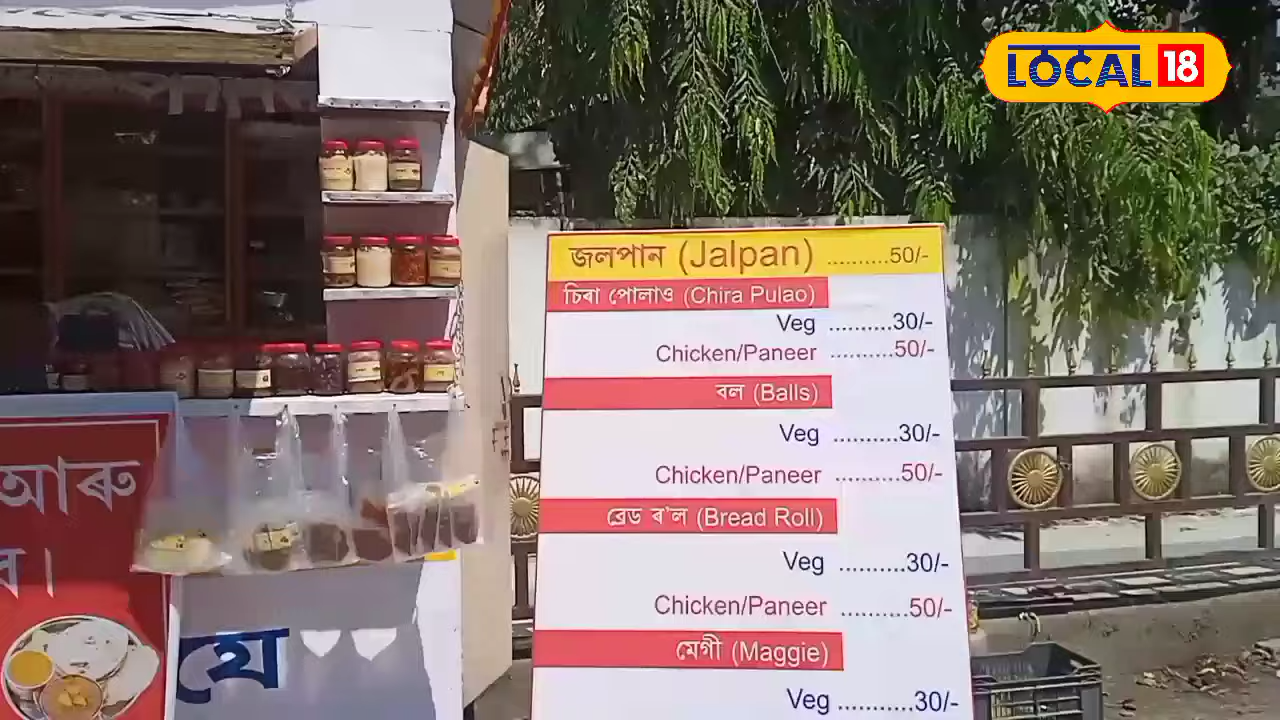 LOCAL 18
জলপান (Jalpan) ..........50/-
চিৰা পোলাও (Chira Pulao)
Veg ..........30/-
Chicken/Paneer ..........50/-
বল (Balls)
Veg ..........30/-
Chicken/Paneer ..........50/-
ব্ৰেড ৰ'ল (Bread Roll)
Veg ..........30/-
Chicken/Paneer ..........50/-
মেগী (Maggie)
Veg ..........30/-
আৰু